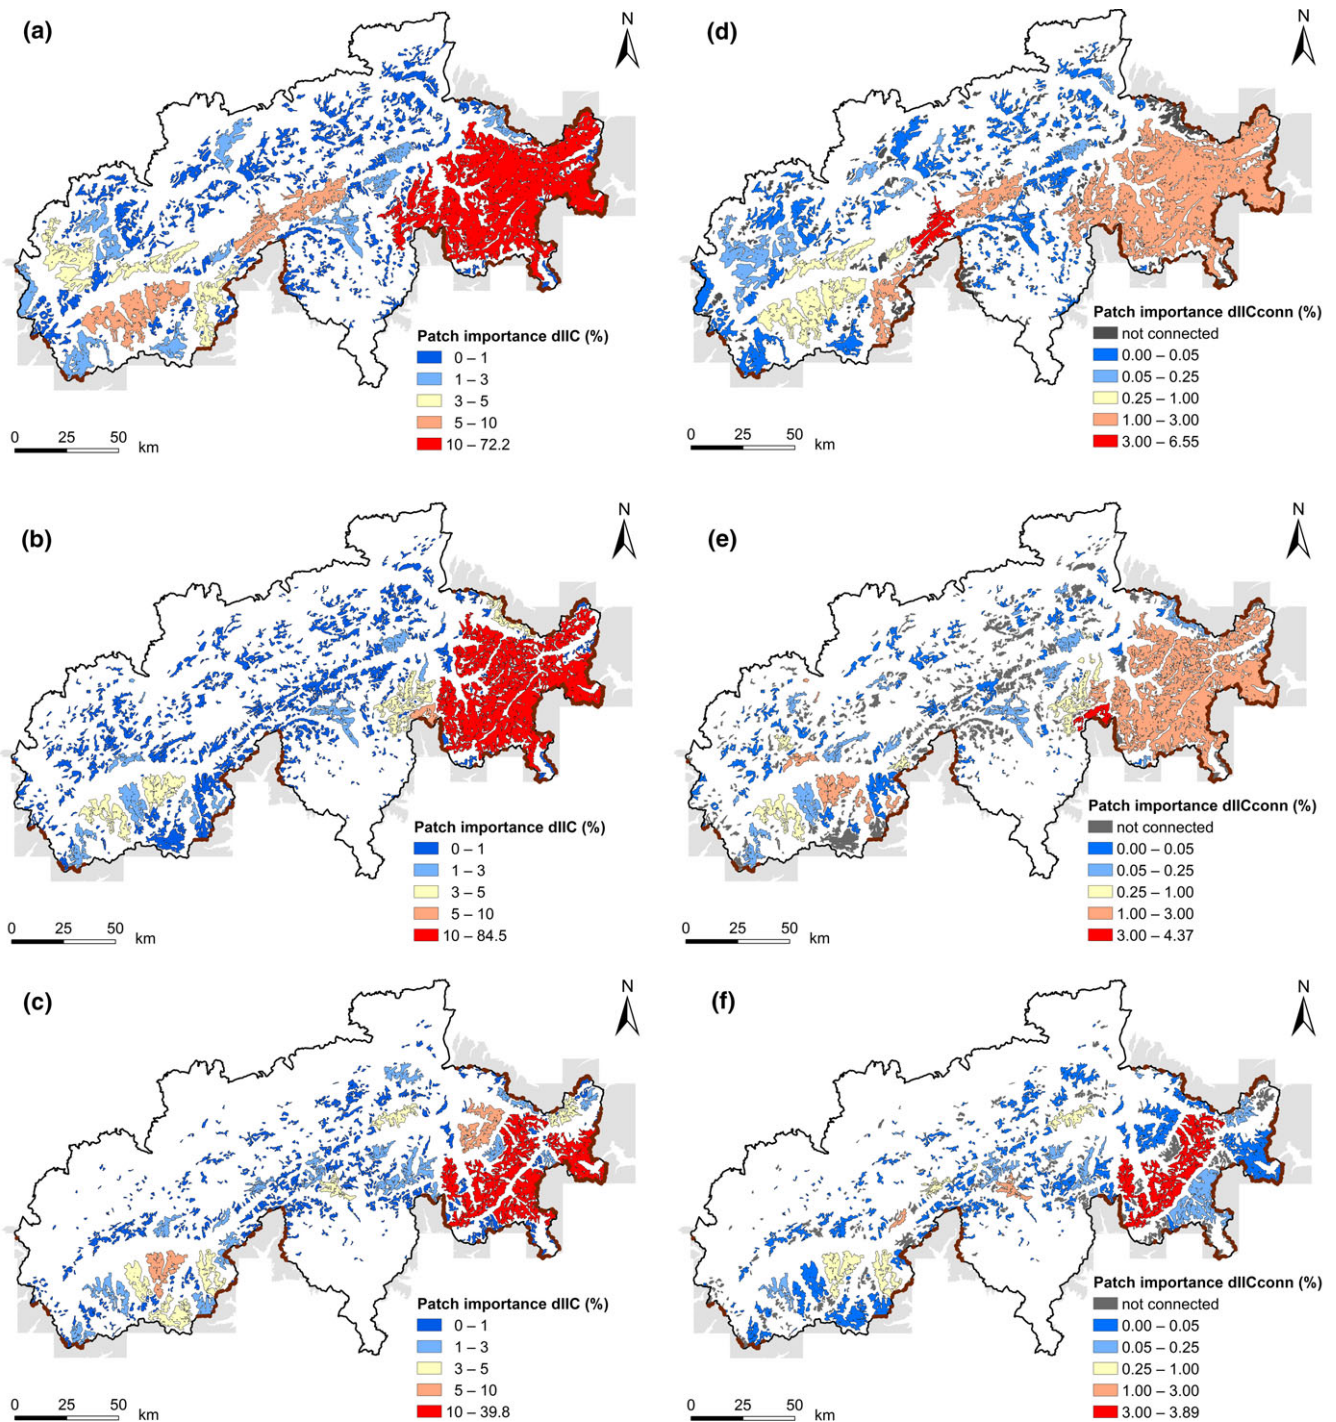 (a)
N
Patch importance dIIC (%)
0 – 1
1 – 3
3 – 5
5 – 10
10 – 72.2
0 25 50
km
(d)
N
Patch importance dIICconn (%)
not connected
0.00 – 0.05
0.05 – 0.25
0.25 – 1.00
1.00 – 3.00
3.00 – 6.55
0 25 50
km
(b)
N
Patch importance dIIC (%)
0 – 1
1 – 3
3 – 5
5 – 10
10 – 84.5
0 25 50
km
(e)
N
Patch importance dIICconn (%)
not connected
0.00 – 0.05
0.05 – 0.25
0.25 – 1.00
1.00 – 3.00
3.00 – 4.37
0 25 50
km
(c)
N
Patch importance dIIC (%)
0 – 1
1 – 3
3 – 5
5 – 10
10 – 39.8
0 25 50
km
(f)
N
Patch importance dIICconn (%)
not connected
0.00 – 0.05
0.05 – 0.25
0.25 – 1.00
1.00 – 3.00
3.00 – 3.89
0 25 50
km